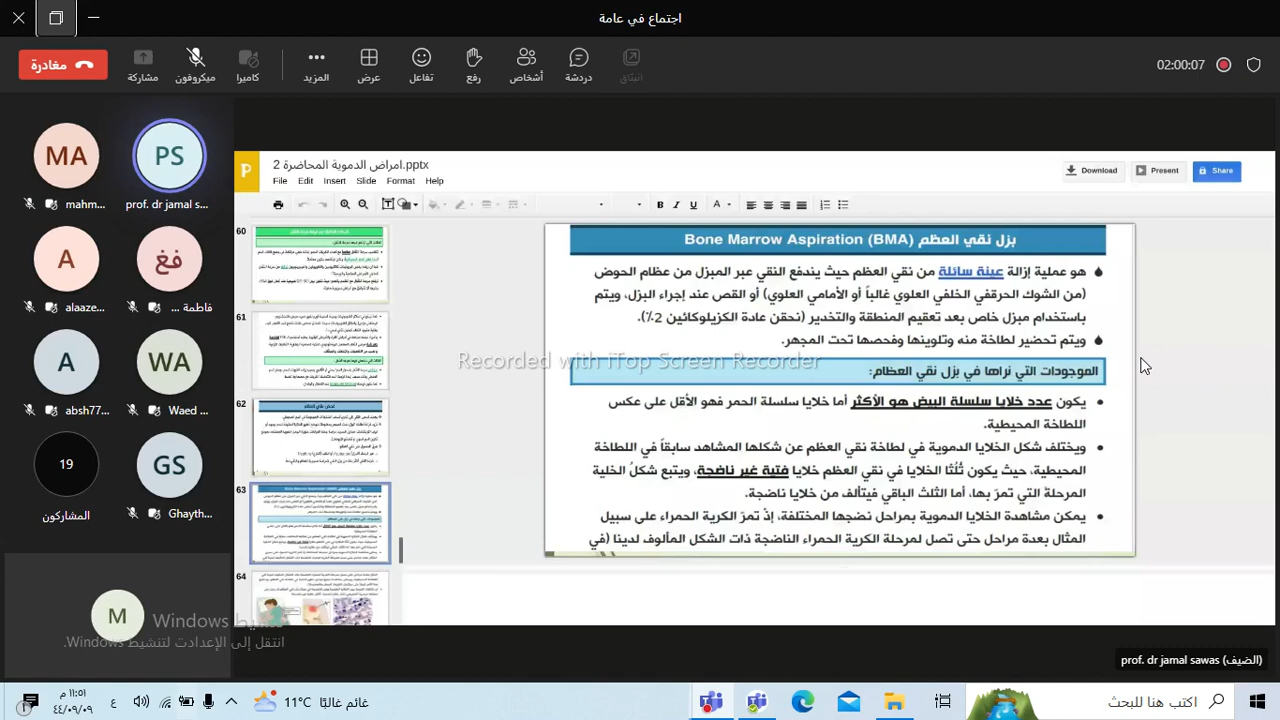 اجتماع في عامة
مغادرة
مشاركة
ميكروفون
كاميرا
المزيد
عرض
تفاعل
رفع
أشخاص
دردشة
انبثاق
02:00:07
MA
mahm...
PS
prof. dr jamal s...
A
alaaze...
فغ
فاطمة ...
A
absh77...
WA
Waed ...
+19
المشاركون
GS
Ghayth...
M
امراض الدموية المحاضرة 2.pptx
File Edit Insert Slide Format Help
Download
Present
Share
60
61
62
63
64
بزل نقي العظم Bone Marrow Aspiration (BMA)
هو عملية إزالة عينة سائلة من نقي العظم حيث يندفع النقي عبر المبزل من عظام الحوض
(من الشوك الحرقفي الخلفي العلوي غالباً أو الأمامي العلوي) أو القص عند إجراء البزل، ويتم
باستخدام مبزل خاص بعد تعقيم المنطقة والتخدير (تحقن عادة الكزيلوكائين 2٪).
ويتم تحضير لطاخة منه وتلوينها وفحصها تحت المجهر.
Recorded with iTop Screen Recorder
الموجودات التي نراها في بزل نقي العظام:
يكون عدد خلايا سلسلة البيض هو الأكثر أما خلايا سلسلة الحمر فهو الأقل على عكس
اللطاخة المحيطية.
ويختلف شكل الخلايا الدموية في لطاخة نقي العظم عن شكلها المشاهد سابقاً في اللطاخة
المحيطية، حيث يكون ثُلُثا الخلايا في نقي العظم خلايا فتية غير ناضجة، ويتبع شكلُ الخلية
المرحلةَ التي تمرّ بها، أما الثلث الباقي فيتألف من خلايا ناضجة.
يمكن مشاهدة الخلايا الدموية بمراحل نضجها المختلفة، فتمر الكرية الحمراء على سبيل
المثال بعدة مراحل حتى تصل لمرحلة الكرية الحمراء الناضجة ذات الشكل المألوف لدينا (في
تنشيط Windows
انتقل إلى الإعدادات لتنشيط Windows.
prof. dr jamal sawas (الضيف)
١١:٥١ م
٤٤/٠٩/٠٩
ع
11°C غائم غالبًا
اكتب هنا للبحث